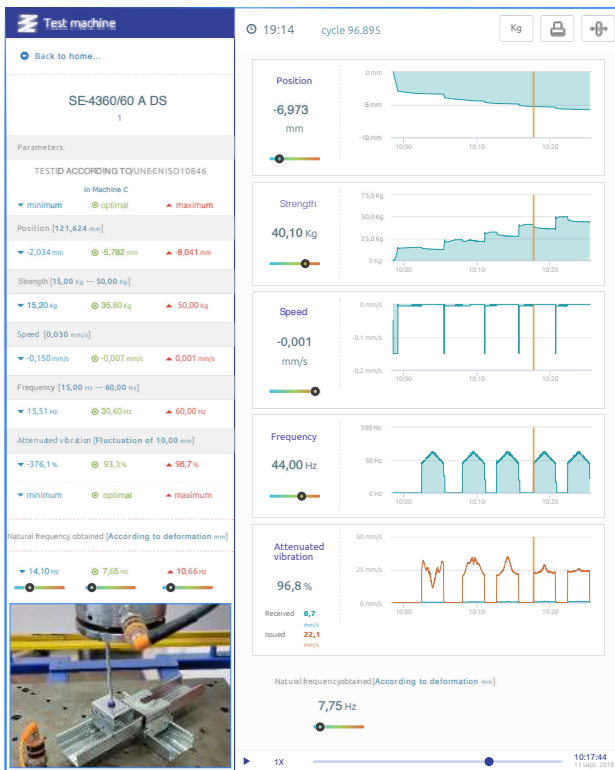 Test machine
Back to home...
SE-4360/60 A DS
1
Parameters
TESTED ACCORDING TO/UNE-EN ISO10846
in Machine C
minimum optimal maximum
Position [121,624 mm]
-2,034 mm -5,782 mm -8,041 mm
Strength [15,00 Kg ... 50,00 Kg]
15,20 Kg 35,80 Kg 50,00 Kg
Speed [0,030 mm/s]
-0,150 mm/s -0,007 mm/s 0,001 mm/s
Frequency [15,00 Hz ... 60,00 Hz]
15,51 Hz 30,60 Hz 60,00 Hz
Attenuated vibration [Fluctuation of 10,00 mm]
-376,1% 93,3% 96,7%
minimum optimal maximum
Natural frequency obtained [According to deformation mm]
14,10 Hz 7,65 Hz 10,66 Hz
19:14 cycle 96.895 Kg
Position
-6,973
mm
0 mm
-5 mm
-10 mm
10:00 10:10 10:20
Strength
40,10 Kg
75,0 Kg
50,0 Kg
25,0 Kg
0 Kg
10:00 10:10 10:20
Speed
-0,001
mm/s
0 mm/s
-0.1 mm/s
-0.2 mm/s
10:00 10:10 10:20
Frequency
44,00 Hz
100 Hz
50 Hz
0 Hz
10:00 10:10 10:20
Attenuated
vibration
96,8 %
Received 0,7
mm/s
Issued 22,1
mm/s
50 mm/s
25 mm/s
0 mm/s
10:00 10:10 10:20
Natural frequency obtained [According to deformation mm]
7,75 Hz
1X
10:17:44
11 sept. 2018